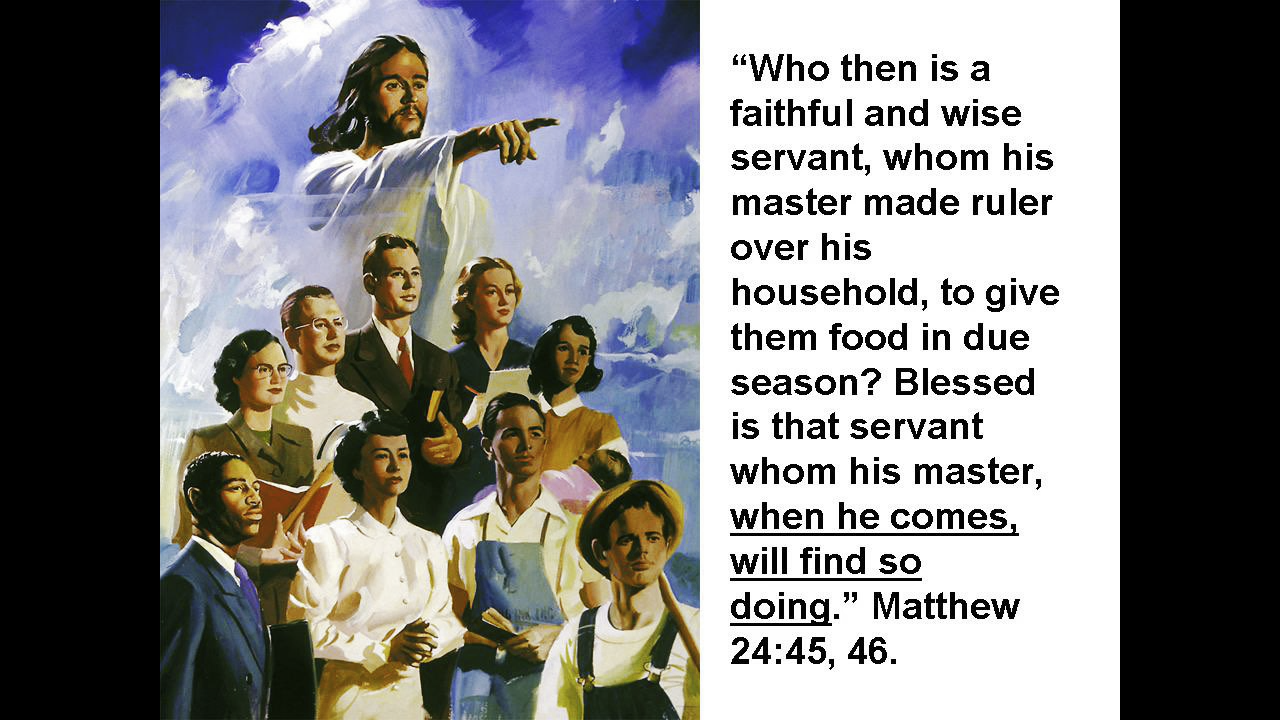 “Who then is a
faithful and wise
servant, whom his
master made ruler
over his
household, to give
them food in due
season? Blessed
is that servant
whom his master,
when he comes,
will find so
doing.” Matthew
24:45, 46.